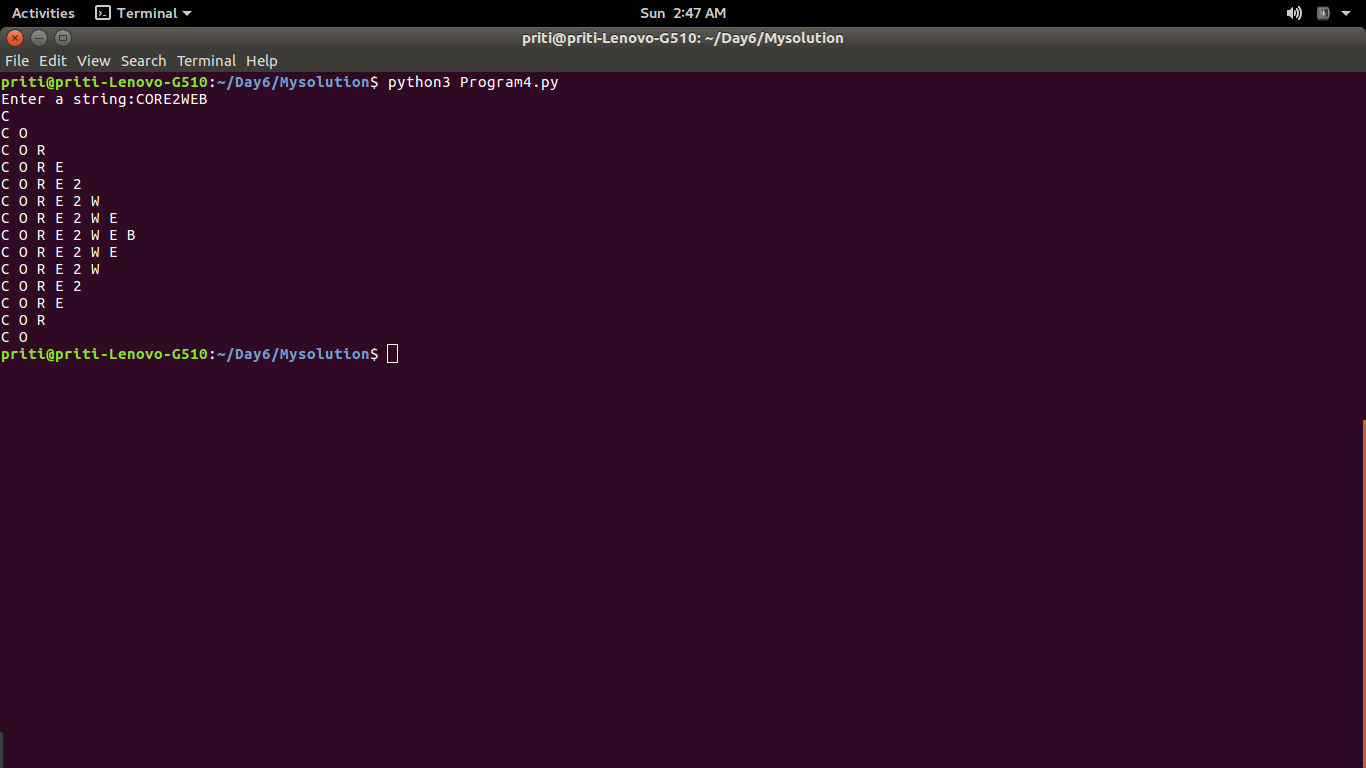 Activities Terminal Sun 2:47 AM
priti@priti-Lenovo-G510: ~/Day6/Mysolution
File Edit View Search Terminal Help
priti@priti-Lenovo-G510:~/Day6/Mysolution$ python3 Program4.py
Enter a string:CORE2WEB
C
C O
C O R
C O R E
C O R E 2
C O R E 2 W
C O R E 2 W E
C O R E 2 W E B
C O R E 2 W E
C O R E 2 W
C O R E 2
C O R E
C O R
C O
priti@priti-Lenovo-G510:~/Day6/Mysolution$